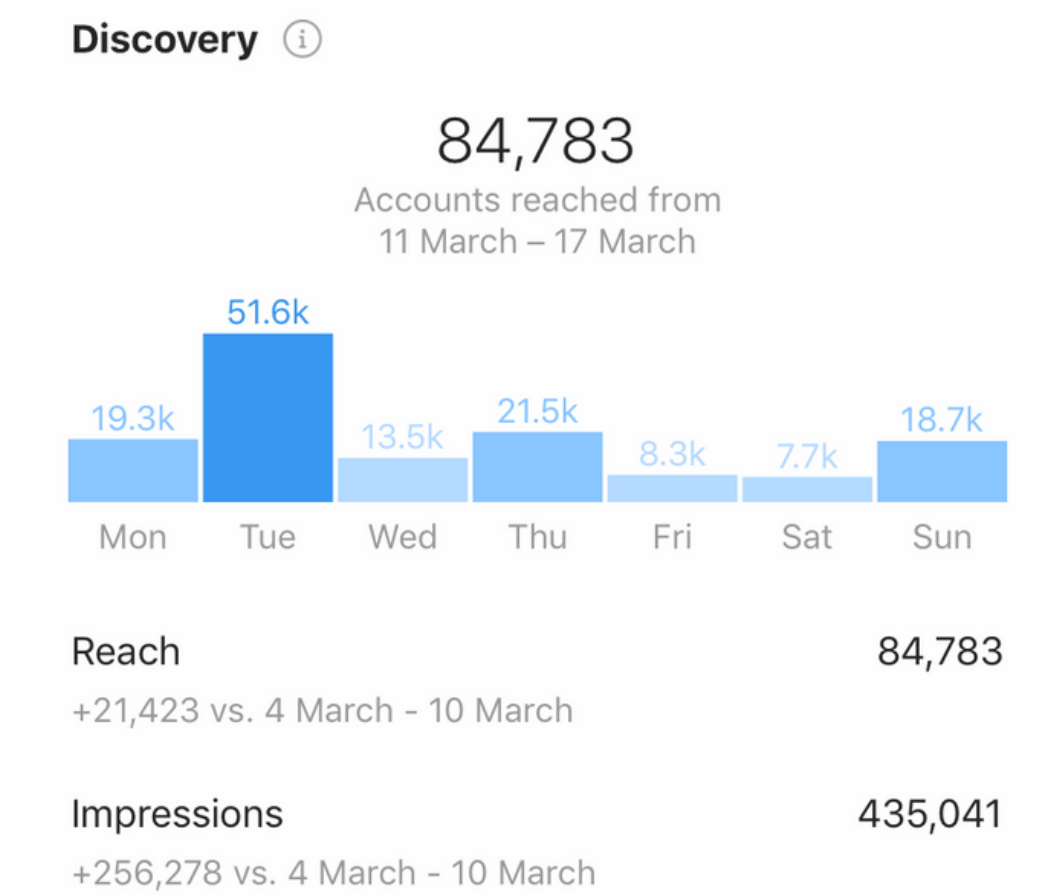 Discovery
84,783
Accounts reached from
11 March – 17 March
51.6k
19.3k
13.5k
21.5k
8.3k
7.7k
18.7k
Mon Tue Wed Thu Fri Sat Sun
Reach 84,783
+21,423 vs. 4 March - 10 March
Impressions 435,041
+256,278 vs. 4 March - 10 March